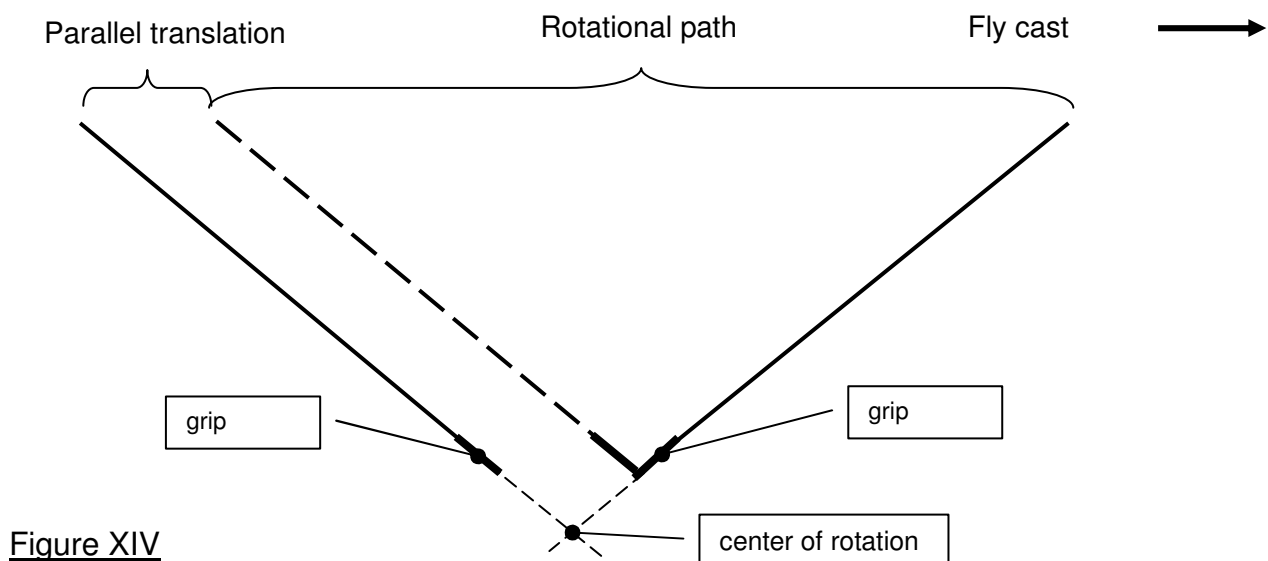 Parallel translation
Rotational path
Fly cast
grip
grip
center of rotation
Figure XIV